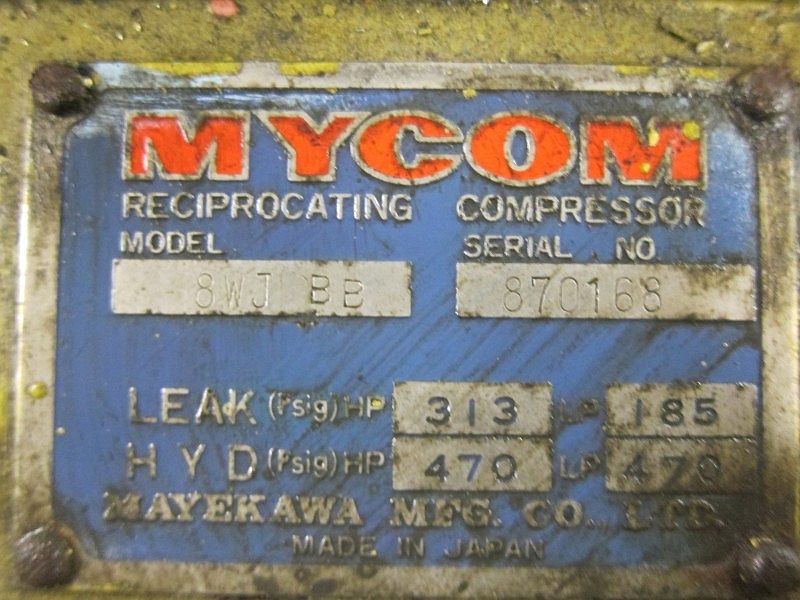 MYCOM
RECIPROCATING COMPRESSOR
MODEL SERIAL NO
8WJ BB 870168
LEAK (Psig) HP 313 LP 185
HYD (Psig) HP 470 LP 470
MAYEKAWA MFG. CO., LTD.
MADE IN JAPAN